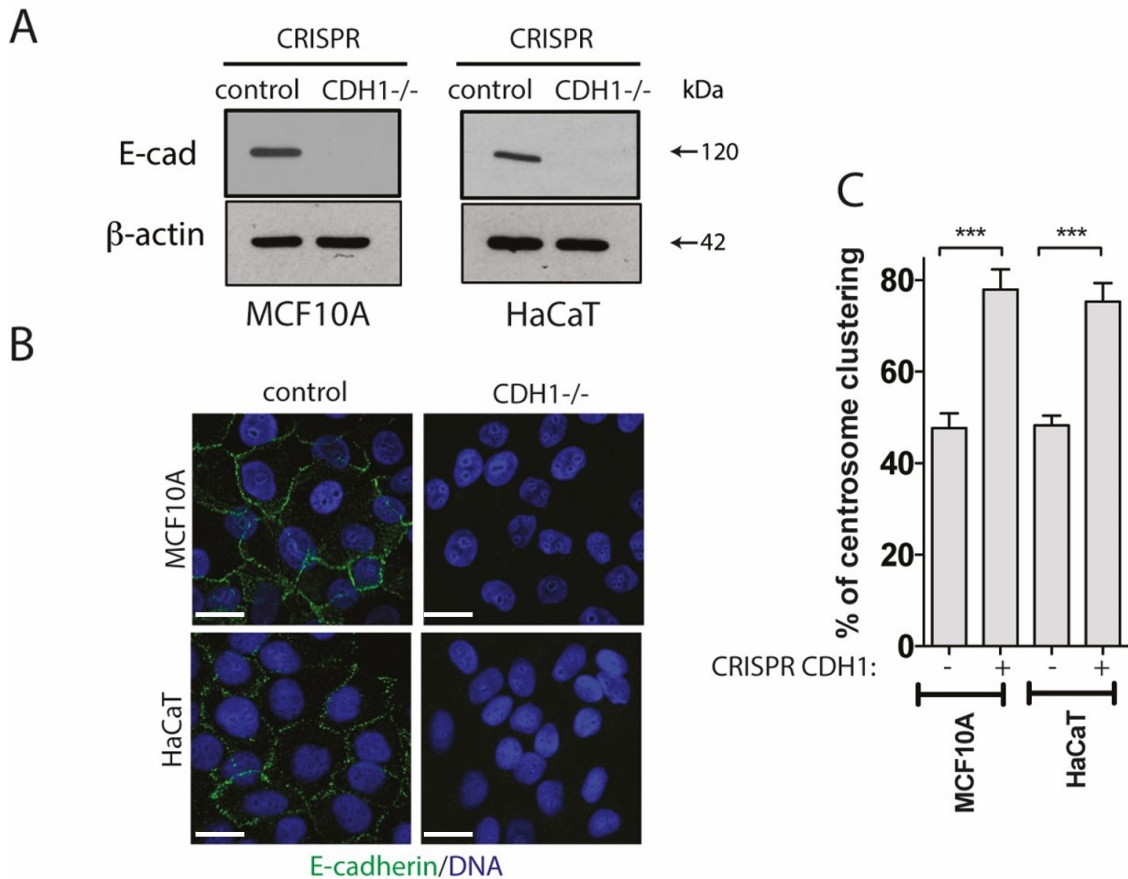 A
CRISPR CRISPR
control CDH1-/- control CDH1-/- kDa
E-cad ←120
β-actin ←42
MCF10A HaCaT
B
control CDH1-/-
MCF10A
HaCaT
E-cadherin/DNA
C
*** ***
% of centrosome clustering
80
60
40
20
0
CRISPR CDH1: - + - +
MCF10A HaCaT